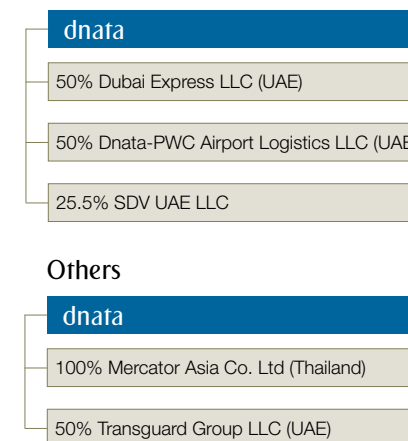 dnata
50% Dubai Express LLC (UAE)
50% Dnata-PWC Airport Logistics LLC (UAE
25.5% SDV UAE LLC
Others
dnata
100% Mercator Asia Co. Ltd (Thailand)
50% Transguard Group LLC (UAE)